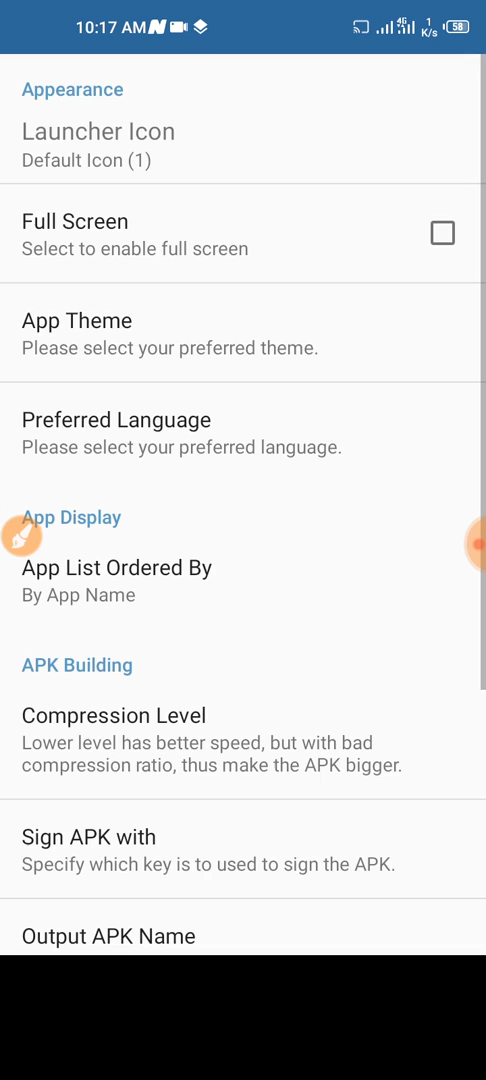 10:17 AM
4G
1
K/s
58
Appearance
Launcher Icon
Default Icon (1)
Full Screen
Select to enable full screen
App Theme
Please select your preferred theme.
Preferred Language
Please select your preferred language.
App Display
App List Ordered By
By App Name
APK Building
Compression Level
Lower level has better speed, but with bad
compression ratio, thus make the APK bigger.
Sign APK with
Specify which key is to used to sign the APK.
Output APK Name